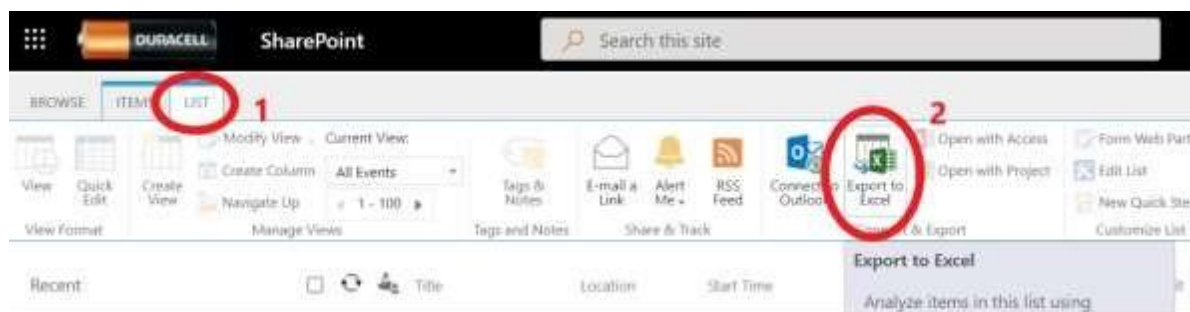 DURACELL SharePoint Search this site
BROWSE ITEMS LIST 1 2
Modify View Current View: Open with Access Form Web Part
Create Column All Events Open with Project Edit List
View Quick Edit Create View Navigate Up 1 - 100 Tags & Notes E-mail a Link Alert Me RSS Feed Connect to Outlook Export to Excel New Quick Ste
View Format Manage Views Tags and Notes Share & Track & Export Customize List
Export to Excel
Recent Title Location Start Time
Analyze items in this list using